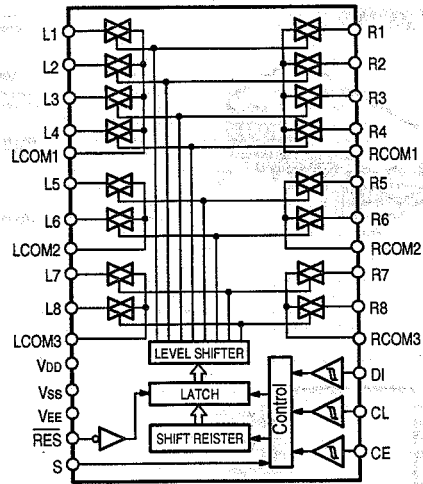 L1
R1
L2
R2
L3
R3
L4
R4
LCOM1
RCOM1
L5
R5
L6
R6
LCOM2
RCOM2
L7
R7
L8
R8
LCOM3
RCOM3
LEVEL SHIFTER
VDD
DI
VSS
LATCH
Control
CL
VEE
RES
SHIFT REISTER
CE
S